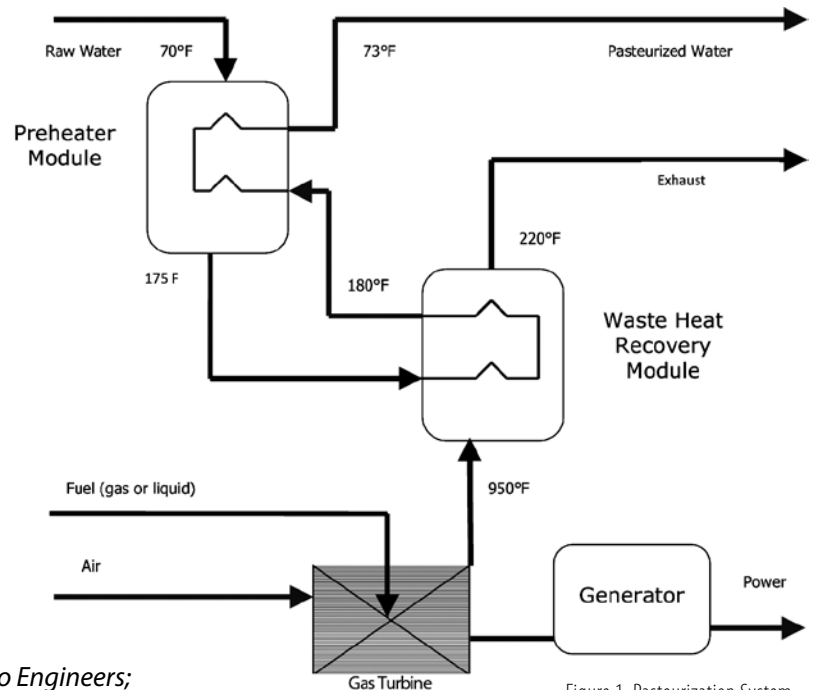 Raw Water
70°F
73°F
Pasteurized Water
Preheater
Module
Exhaust
220°F
175 F
180°F
Waste Heat
Recovery
Module
Fuel (gas or liquid)
950°F
Air
Generator
Power
o Engineers;
Gas Turbine
Figure 1. Pasteurization System